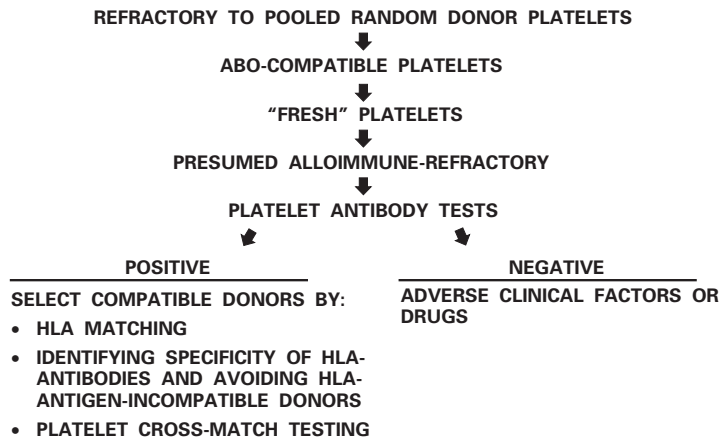 REFRACTORY TO POOLED RANDOM DONOR PLATELETS
ABO-COMPATIBLE PLATELETS
“FRESH” PLATELETS
PRESUMED ALLOIMMUNE-REFRACTORY
PLATELET ANTIBODY TESTS
POSITIVE
SELECT COMPATIBLE DONORS BY:
• HLA MATCHING
• IDENTIFYING SPECIFICITY OF HLA-
ANTIBODIES AND AVOIDING HLA-
ANTIGEN-INCOMPATIBLE DONORS
• PLATELET CROSS-MATCH TESTING
NEGATIVE
ADVERSE CLINICAL FACTORS OR
DRUGS